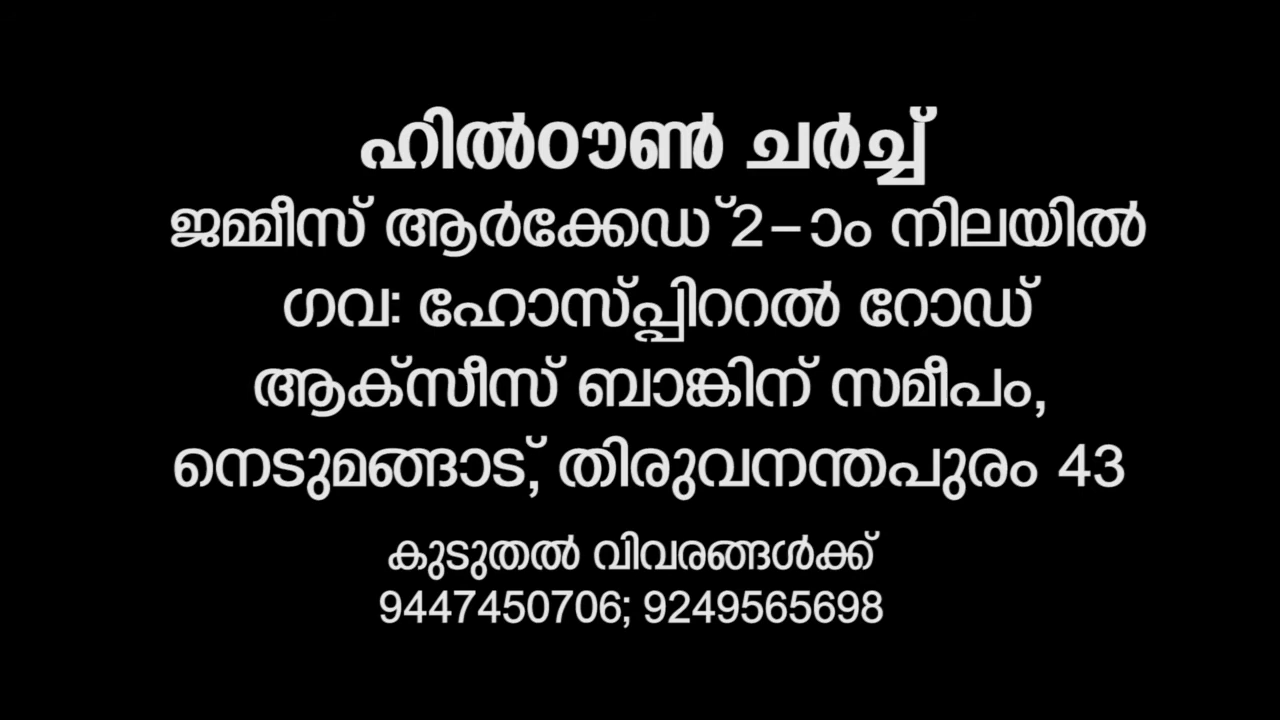 ഹിൽഠൗൺ ചർച്ച്
ജമ്മീസ് ആർക്കേഡ് 2-ാം നിലയിൽ
ഗവ: ഹോസ്പ്പിററൽ റോഡ്
ആക്സീസ് ബാങ്കിന് സമീപം,
നെടുമങ്ങാട്, തിരുവനന്തപുരം 43
കുടുതൽ വിവരങ്ങൾക്ക്
9447450706; 9249565698